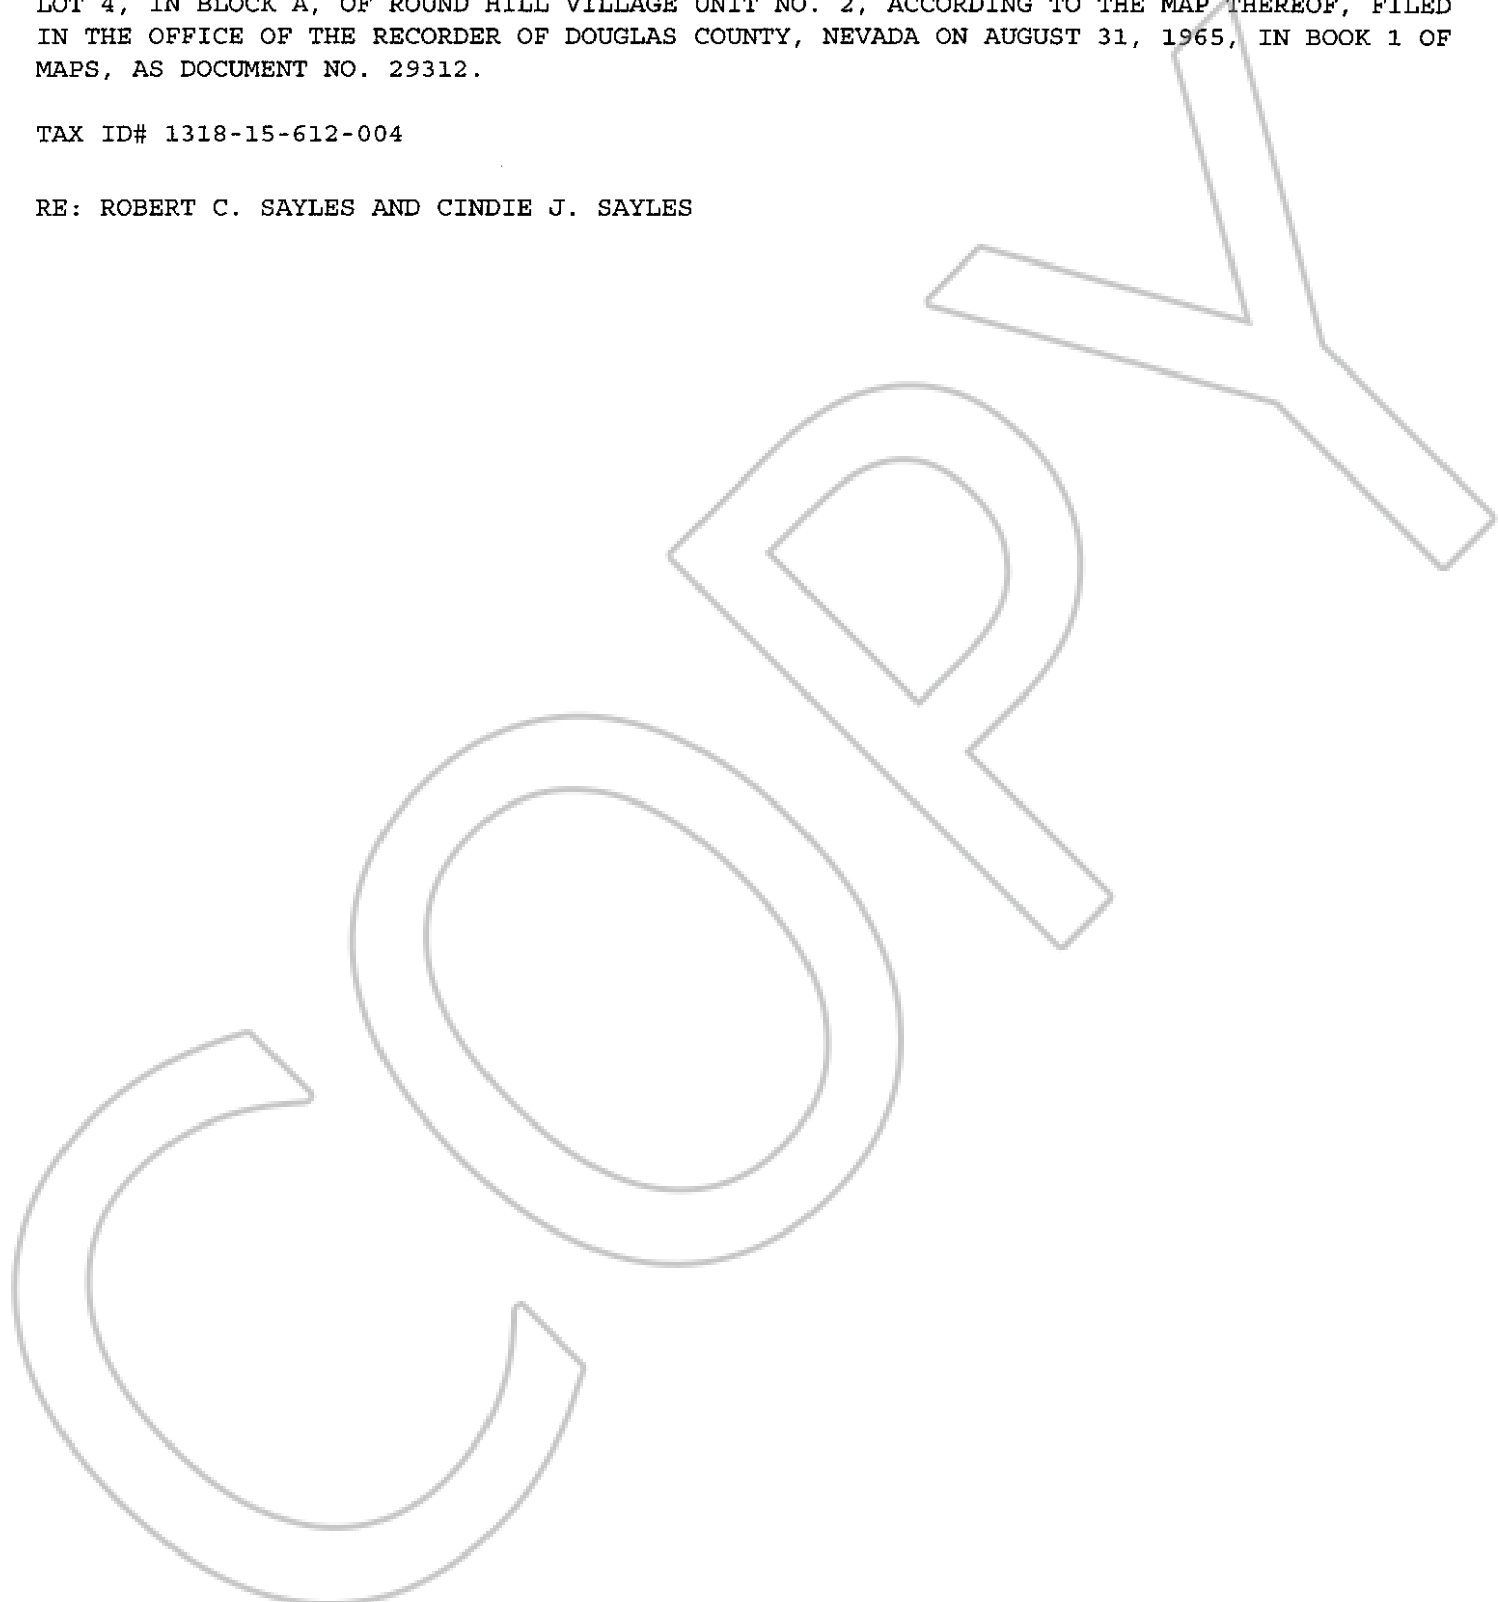 LOT 4, IN BLOCK A, OF ROUND HILL VILLAGE UNIT NO. 2, ACCORDING TO THE MAP THEREOF, FILED
IN THE OFFICE OF THE RECORDER OF DOUGLAS COUNTY, NEVADA ON AUGUST 31, 1965, IN BOOK 1 OF
MAPS, AS DOCUMENT NO. 29312.
TAX ID# 1318-15-612-004
RE: ROBERT C. SAYLES AND CINDIE J. SAYLES
COPY